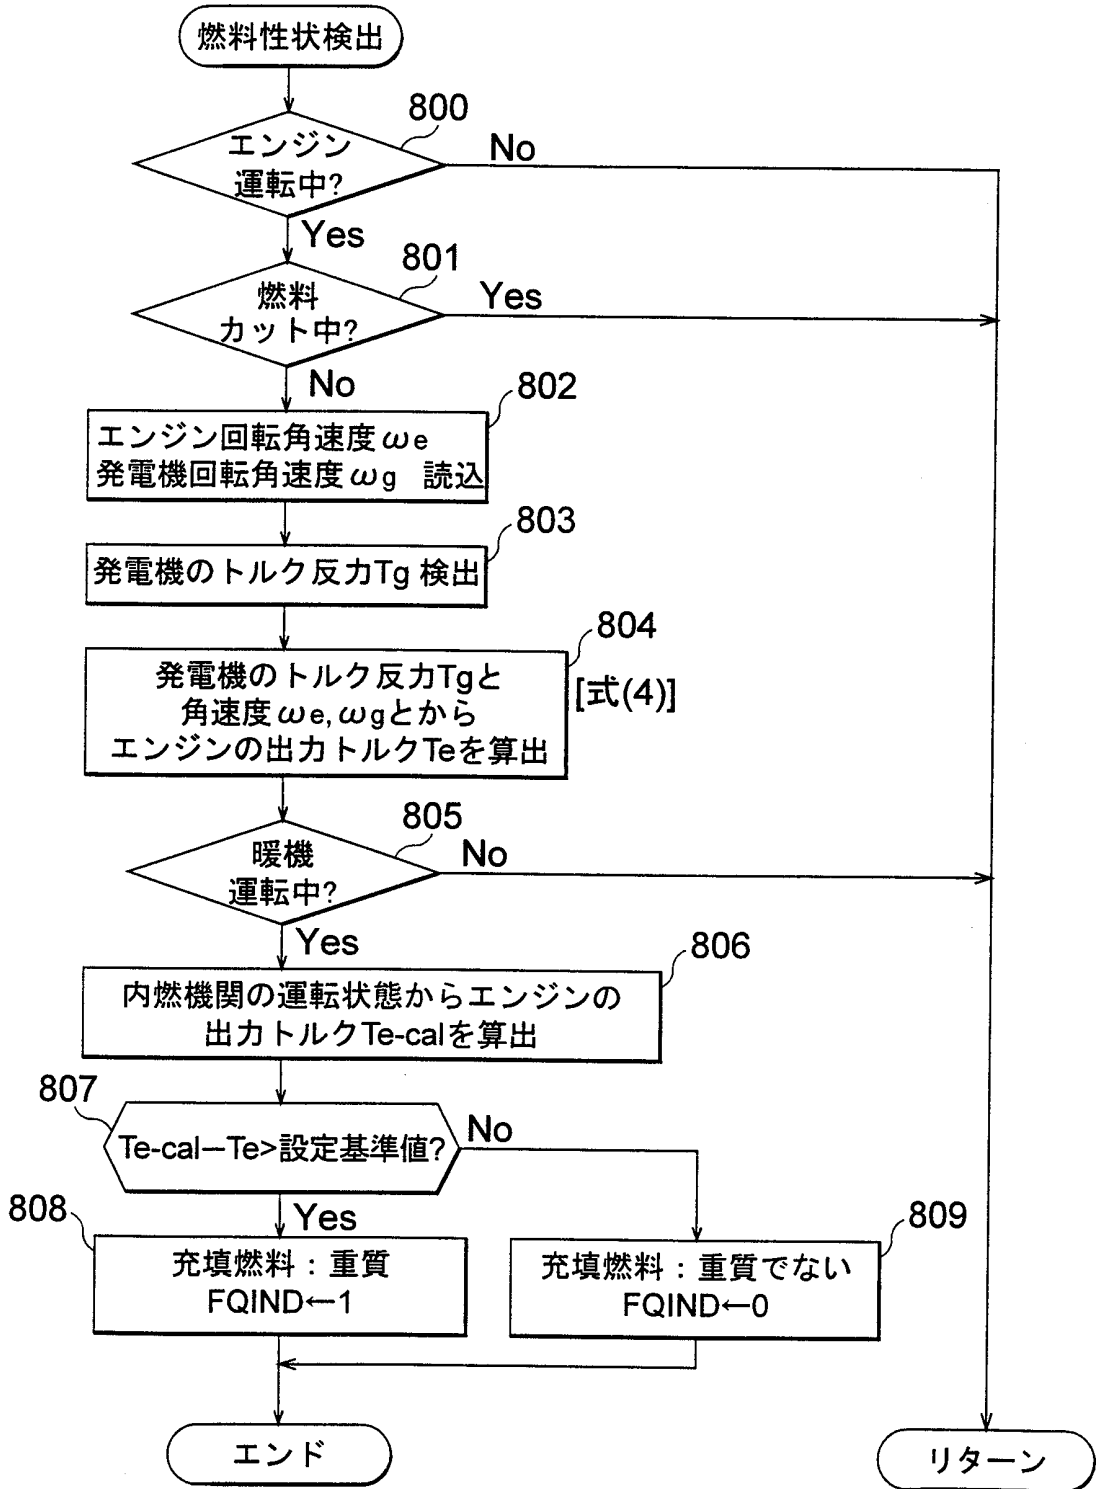 燃料性状検出
800
エンジン
運転中?
No
Yes
801
燃料
カット中?
Yes
No
802
エンジン回転角速度ωe
発電機回転角速度ωg 読込
803
発電機のトルク反力Tg 検出
804
発電機のトルク反力Tgと
角速度ωe,ωgとから
エンジンの出力トルクTeを算出
[式(4)]
805
暖機
運転中?
No
Yes
806
内燃機関の運転状態からエンジンの
出力トルクTe-calを算出
807
Te-cal－Te>設定基準値?
No
Yes
808
充填燃料：重質
FQIND←1
809
充填燃料：重質でない
FQIND←0
エンド
リターン